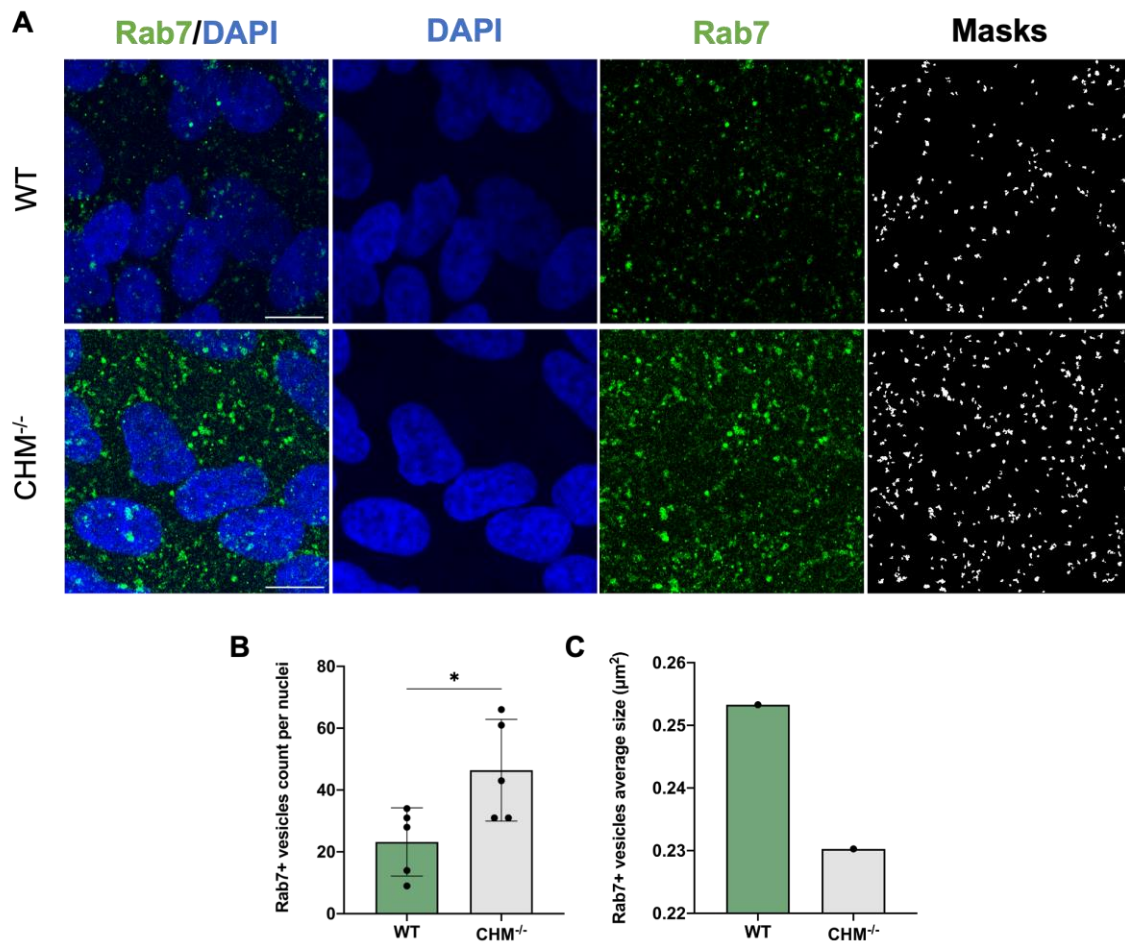 A
Rab7/DAPI
DAPI
Rab7
Masks
WT
CHM-/-
B
Rab7+ vesicles count per nuclei
80
60
40
20
0
*
WT
CHM-/-
C
Rab7+ vesicles average size (μm²)
0.26
0.25
0.24
0.23
0.22
WT
CHM-/-